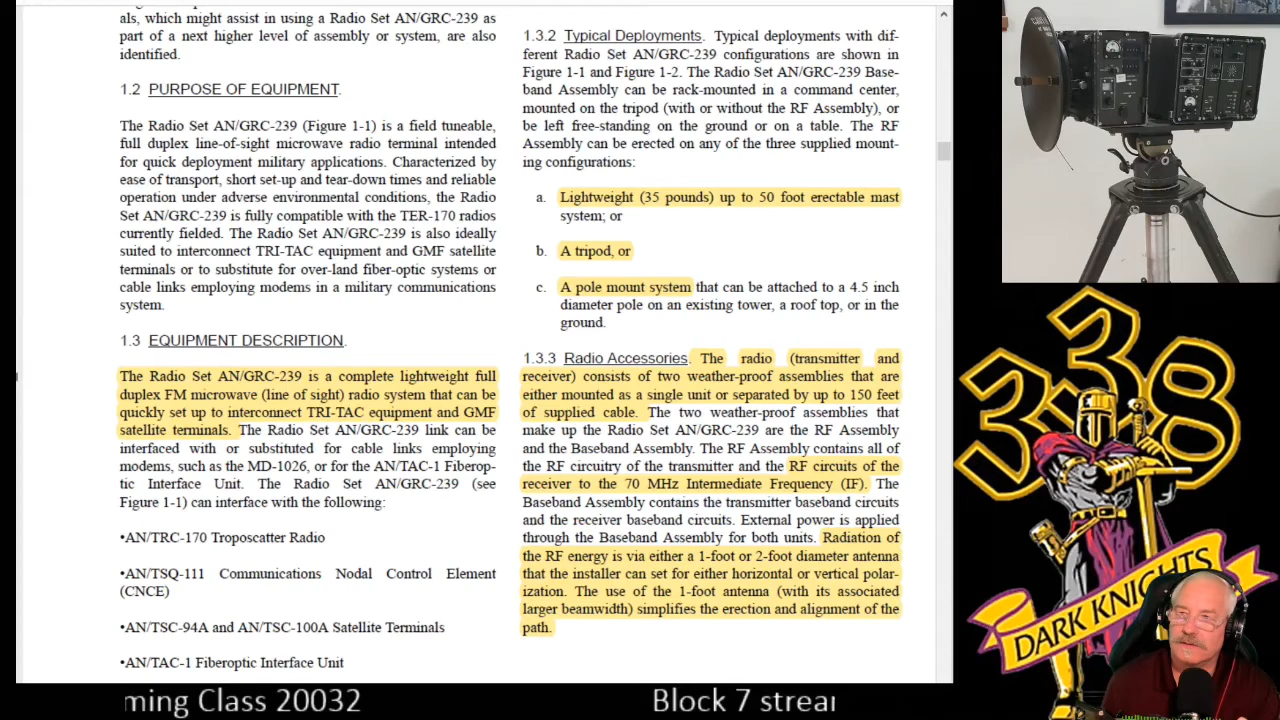 als, which might assist in using a Radio Set AN/GRC-239 as
part of a next higher level of assembly or system, are also
identified.
1.2 PURPOSE OF EQUIPMENT.
The Radio Set AN/GRC-239 (Figure 1-1) is a field tuneable,
full duplex line-of-sight microwave radio terminal intended
for quick deployment military applications. Characterized by
ease of transport, short set-up and tear-down times and reliable
operation under adverse environmental conditions, the Radio
Set AN/GRC-239 is fully compatible with the TER-170 radios
currently fielded. The Radio Set AN/GRC-239 is also ideally
suited to interconnect TRI-TAC equipment and GMF satellite
terminals or to substitute for over-land fiber-optic systems or
cable links employing modems in a military communications
system.
1.3 EQUIPMENT DESCRIPTION.
The Radio Set AN/GRC-239 is a complete lightweight full
duplex FM microwave (line of sight) radio system that can be
quickly set up to interconnect TRI-TAC equipment and GMF
satellite terminals. The Radio Set AN/GRC-239 link can be
interfaced with or substituted for cable links employing
modems, such as the MD-1026, or for the AN/TAC-1 Fiberop-
tic Interface Unit. The Radio Set AN/GRC-239 (see
Figure 1-1) can interface with the following:
•AN/TRC-170 Troposcatter Radio
•AN/TSQ-111 Communications Nodal Control Element
(CNCE)
•AN/TSC-94A and AN/TSC-100A Satellite Terminals
•AN/TAC-1 Fiberoptic Interface Unit
1.3.2 Typical Deployments. Typical deployments with dif-
ferent Radio Set AN/GRC-239 configurations are shown in
Figure 1-1 and Figure 1-2. The Radio Set AN/GRC-239 Base-
band Assembly can be rack-mounted in a command center,
mounted on the tripod (with or without the RF Assembly), or
be left free-standing on the ground or on a table. The RF
Assembly can be erected on any of the three supplied mount-
ing configurations:
a. Lightweight (35 pounds) up to 50 foot erectable mast
system; or
b. A tripod, or
c. A pole mount system that can be attached to a 4.5 inch
diameter pole on an existing tower, a roof top, or in the
ground.
1.3.3 Radio Accessories. The radio (transmitter and
receiver) consists of two weather-proof assemblies that are
either mounted as a single unit or separated by up to 150 feet
of supplied cable. The two weather-proof assemblies that
make up the Radio Set AN/GRC-239 are the RF Assembly
and the Baseband Assembly. The RF Assembly contains all of
the RF circuitry of the transmitter and the RF circuits of the
receiver to the 70 MHz Intermediate Frequency (IF). The
Baseband Assembly contains the transmitter baseband circuits
and the receiver baseband circuits. External power is applied
through the Baseband Assembly for both units. Radiation of
the RF energy is via either a 1-foot or 2-foot diameter antenna
that the installer can set for either horizontal or vertical polar-
ization. The use of the 1-foot antenna (with its associated
larger beamwidth) simplifies the erection and alignment of the
path.
338
DARK KNIGHTS
ming Class 20032
Block 7 strear